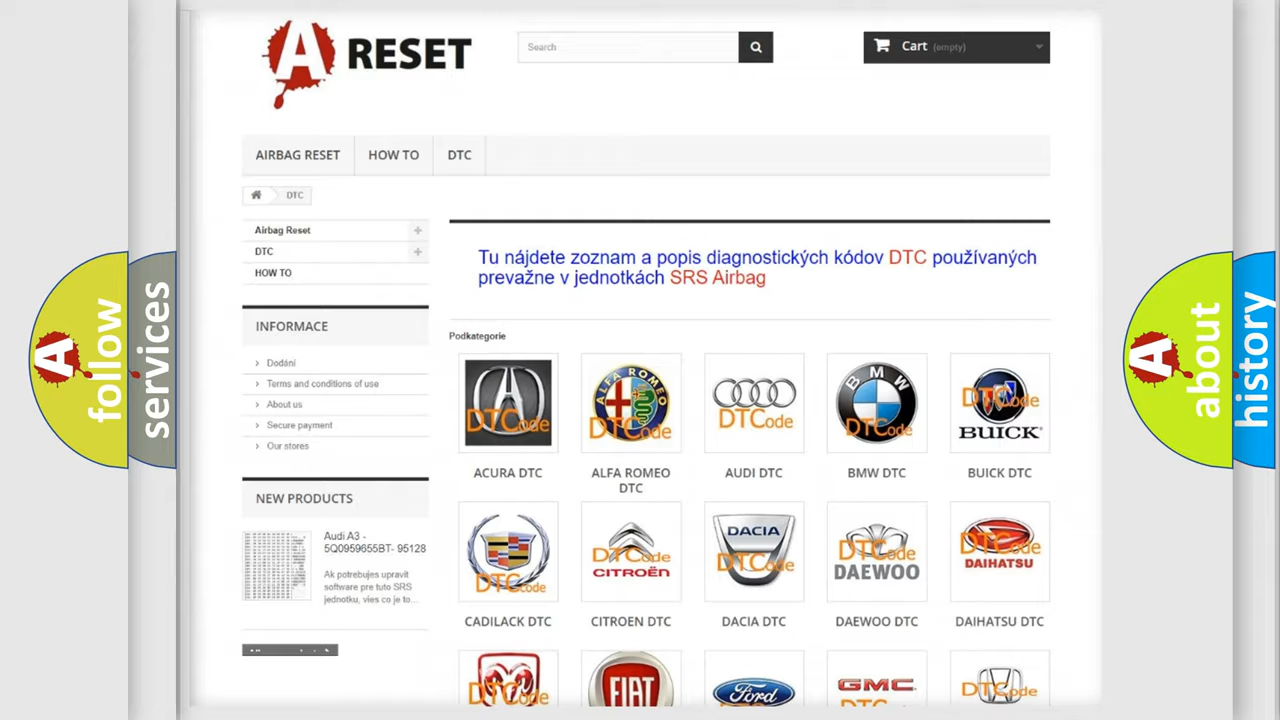 A RESET
Search
Cart (empty)
AIRBAG RESET
HOW TO
DTC
DTC
Airbag Reset
DTC
HOW TO
INFORMACE
Dodání
Terms and conditions of use
About us
Secure payment
Our stores
NEW PRODUCTS
Audi A3 -
5Q0959655BT- 95128
Ak potrebujes upravit
software pre tuto SRS
jednotku, vies co je to...
Tu nájdete zoznam a popis diagnostických kódov DTC používaných
prevažne v jednotkách SRS Airbag
Podkategorie
DTCode
ALFA ROMEO
DTCode
DTCode
BMW
DTCode
DTCode
BUICK
ACURA DTC
ALFA ROMEO
DTC
AUDI DTC
BMW DTC
BUICK DTC
DTCode
DTCode
CITROËN
DACIA
DTCode
DTCode
DAEWOO
DTCode
DAIHATSU
CADILACK DTC
CITROEN DTC
DACIA DTC
DAEWOO DTC
DAIHATSU DTC
DTCode
FIAT
Ford
GMC
DTCode
A follow
services
A about
history